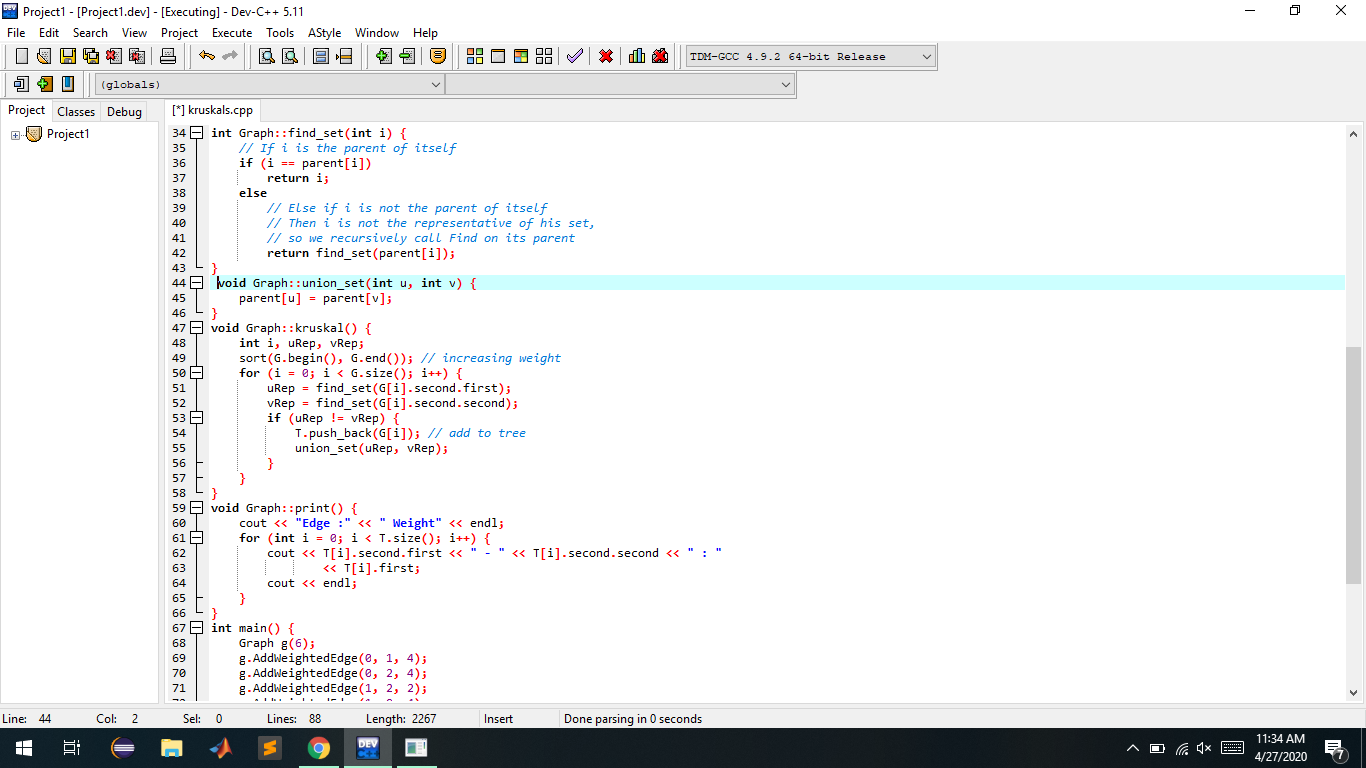 Project1 - [Project1.dev] - [Executing] - Dev-C++ 5.11
File Edit Search View Project Execute Tools AStyle Window Help
TDM-GCC 4.9.2 64-bit Release
(globals)
Project Classes Debug
[*] kruskals.cpp
Project1
34 int Graph::find_set(int i) {
35 // If i is the parent of itself
36 if (i == parent[i])
37 return i;
38 else
39 // Else if i is not the parent of itself
40 // Then i is not the representative of his set,
41 // so we recursively call Find on its parent
42 return find_set(parent[i]);
43 }
44 void Graph::union_set(int u, int v) {
45 parent[u] = parent[v];
46 }
47 void Graph::kruskal() {
48 int i, uRep, vRep;
49 sort(G.begin(), G.end()); // increasing weight
50 for (i = 0; i < G.size(); i++) {
51 uRep = find_set(G[i].second.first);
52 vRep = find_set(G[i].second.second);
53 if (uRep != vRep) {
54 T.push_back(G[i]); // add to tree
55 union_set(uRep, vRep);
56 }
57 }
58 }
59 void Graph::print() {
60 cout << "Edge :" << " Weight" << endl;
61 for (int i = 0; i < T.size(); i++) {
62 cout << T[i].second.first << " - " << T[i].second.second << " : "
63 << T[i].first;
64 cout << endl;
65 }
66 }
67 int main() {
68 Graph g(6);
69 g.AddWeightedEdge(0, 1, 4);
70 g.AddWeightedEdge(0, 2, 4);
71 g.AddWeightedEdge(1, 2, 2);
Line: 44 Col: 2 Sel: 0 Lines: 88 Length: 2267 Insert Done parsing in 0 seconds
DEV
11:34 AM
4/27/2020
7